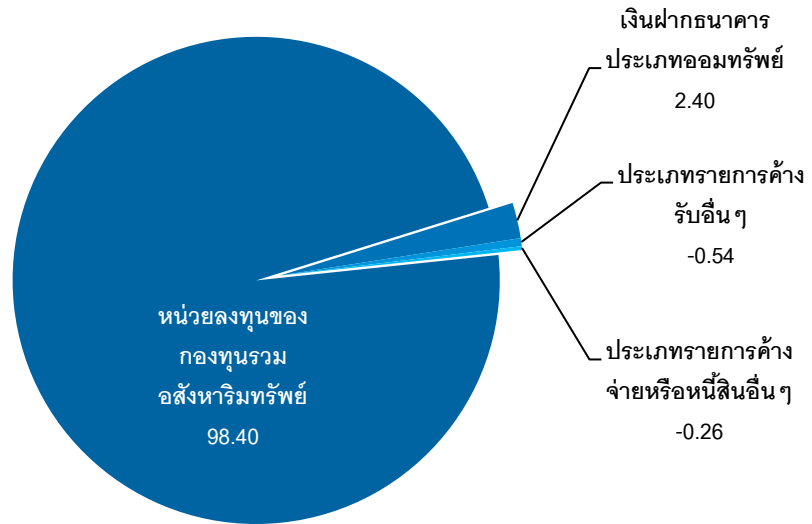 เงินฝากธนาคาร
ประเภทออมทรัพย์
2.40
ประเภทรายการค้าง
รับอื่น ๆ
-0.54
หน่วยลงทุนของ
กองทุนรวม
อสังหาริมทรัพย์
98.40
ประเภทรายการค้าง
จ่ายหรือหนี้สินอื่น ๆ
-0.26